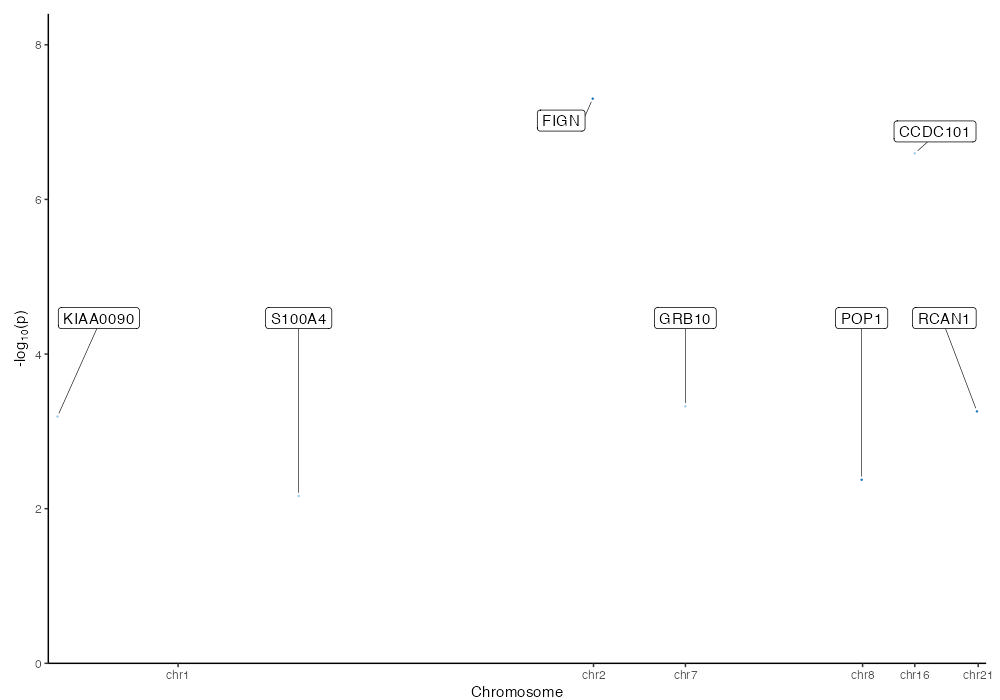 8
FIGN
CCDC101
6
KIAA0090
S100A4
GRB10
POP1
RCAN1
-log₁₀(p)
4
2
0
chr1
chr2
chr7
chr8
chr16
chr21
Chromosome